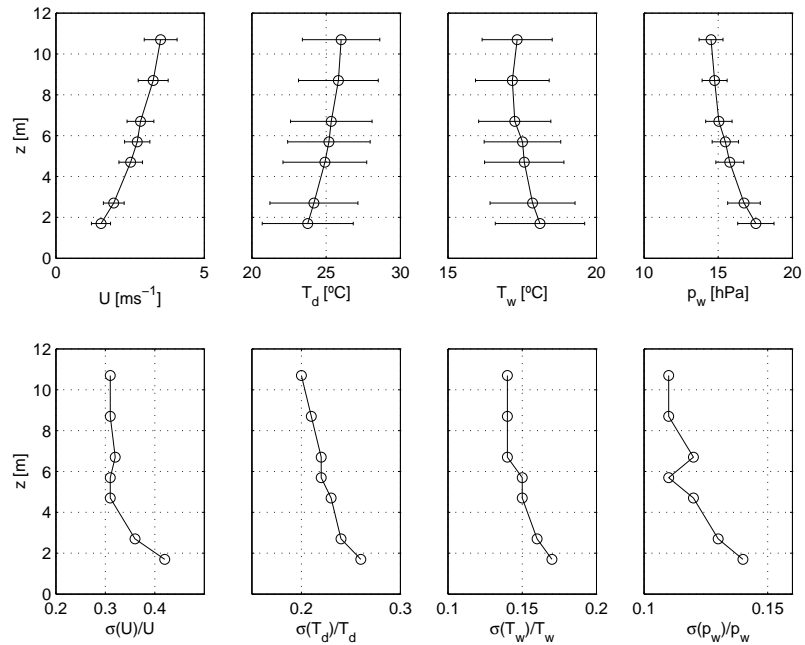 12
10
8
6
4
2
0
z [m]
0 5
U [ms⁻¹]
20 25 30
T_d [ºC]
15 20
T_w [ºC]
10 15 20
p_w [hPa]
12
10
8
6
4
2
0
z [m]
0.2 0.3 0.4
σ(U)/U
0.2 0.3
σ(T_d)/T_d
0.1 0.15 0.2
σ(T_w)/T_w
0.1 0.15
σ(p_w)/p_w